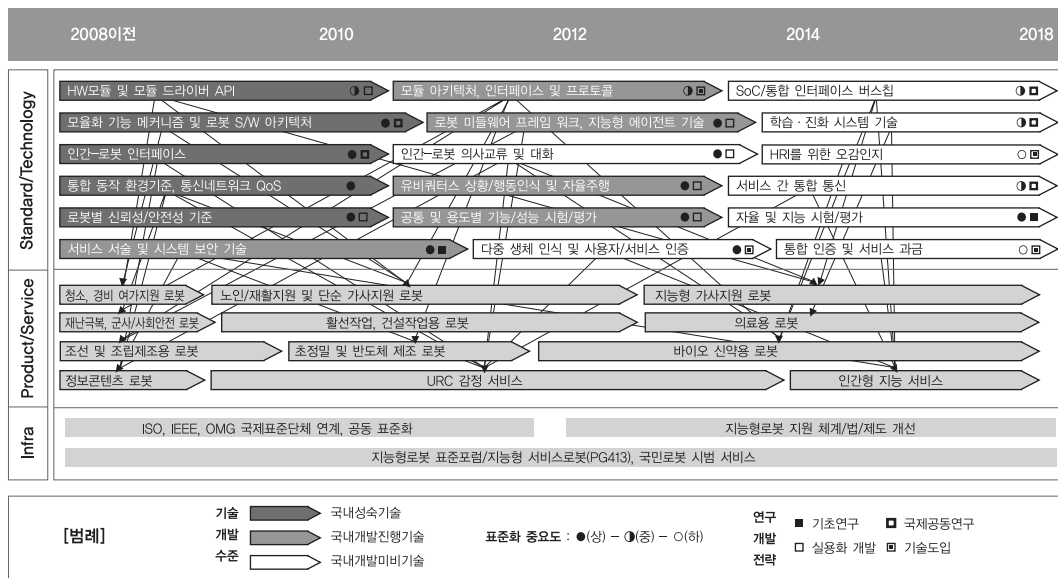 2008이전 2010 2012 2014 2018
Standard/Technology
HW모듈 및 모듈 드라이버 API ◑ □ 모듈 아키텍처, 인터페이스 및 프로토콜 ◑ ▣ SoC/통합 인터페이스 버스칩 ◑ □
모율화 기능 메커니즘 및 로봇 S/W 아키텍처 ● □ 로봇 미들웨어 프레임 워크, 지능형 에이전트 기술 ● □ 학습 · 진화 시스템 기술 ◑ □
인간-로봇 인터페이스 ● □ 인간-로봇 의사교류 및 대화 ● □ HRI를 위한 오감인지 ○ ▣
통합 동작 환경기준, 통신네트워크 QoS ● 유비쿼터스 상황/행동인식 및 자율주행 ● □ 서비스 간 통합 통신 ◑ □
로봇별 신뢰성/안전성 기준 ● □ 공통 및 용도별 기능/성능 시험/평가 ● □ 자율 및 지능 시험/평가 ● ■
서비스 서술 및 시스템 보안 기술 ● ■ 다중 생체 인식 및 사용자/서비스 인증 ● ▣ 통합 인증 및 서비스 과금 ○ ▣
Product/Service
청소, 경비 여가지원 로봇 노인/재활지원 및 단순 가사지원 로봇 지능형 가사지원 로봇
재난극복, 군사/사회안전 로봇 활선작업, 건설작업용 로봇 의료용 로봇
조선 및 조립제조용 로봇 초정밀 및 반도체 제조 로봇 바이오 신약용 로봇
정보콘텐츠 로봇 URC 감정 서비스 인간형 지능 서비스
Infra
ISO, IEEE, OMG 국제표준단체 연계, 공동 표준화 지능형로봇 지원 체계/법/제도 개선
지능형로봇 표준포럼/지능형 서비스로봇(PG413), 국민로봇 시범 서비스
[범례]
기술 개발 수준
국내성숙기술
국내개발진행기술
국내개발미비기술
표준화 중요도 : ●(상) - ◑(중) - ○(하)
연구 개발 전략
■ 기초연구 □ 국제공동연구
□ 실용화 개발 ▣ 기술도입